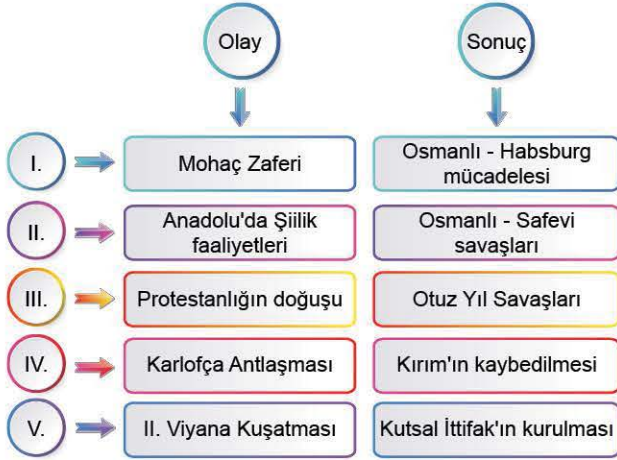 Olay
Sonuç
I.
Mohaç Zaferi
Osmanlı - Habsburg
mücadelesi
II.
Anadolu'da Şiilik
faaliyetleri
Osmanlı - Safevi
savaşları
III.
Protestanlığın doğuşu
Otuz Yıl Savaşları
IV.
Karlofça Antlaşması
Kırım'ın kaybedilmesi
V.
II. Viyana Kuşatması
Kutsal İttifak'ın kurulması